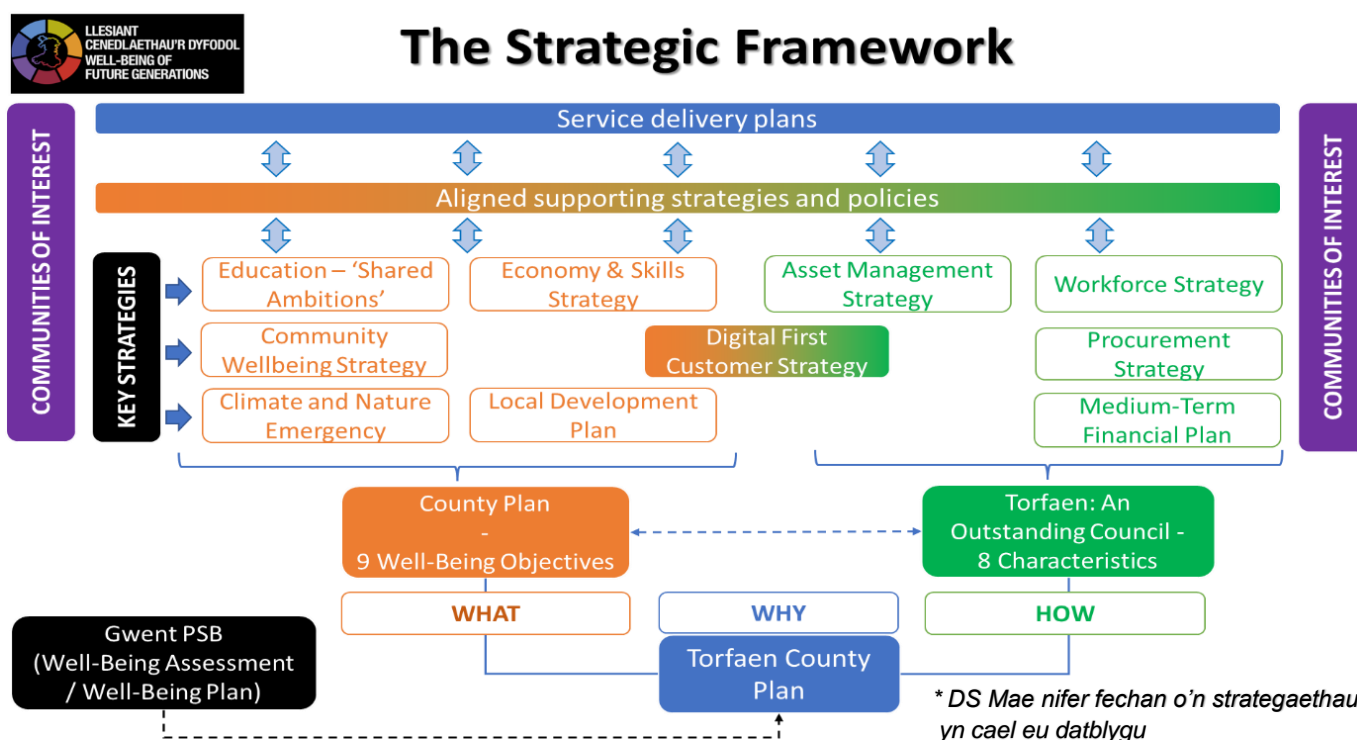 LLESIANT
CENEDLAETHAU'R DYFODOL
WELL-BEING OF
FUTURE GENERATIONS
The Strategic Framework
COMMUNITIES OF INTEREST
Service delivery plans
Aligned supporting strategies and policies
KEY STRATEGIES
Education – ‘Shared
Ambitions’
Economy & Skills
Strategy
Asset Management
Strategy
Workforce Strategy
Community
Wellbeing Strategy
Digital First
Customer Strategy
Procurement
Strategy
Climate and Nature
Emergency
Local Development
Plan
Medium-Term
Financial Plan
COMMUNITIES OF INTEREST
County Plan
-
9 Well-Being Objectives
Torfaen: An
Outstanding Council -
8 Characteristics
WHAT
WHY
HOW
Gwent PSB
(Well-Being Assessment
/ Well-Being Plan)
Torfaen County
Plan
* DS Mae nifer fechan o’n strategaethau
yn cael eu datblygu